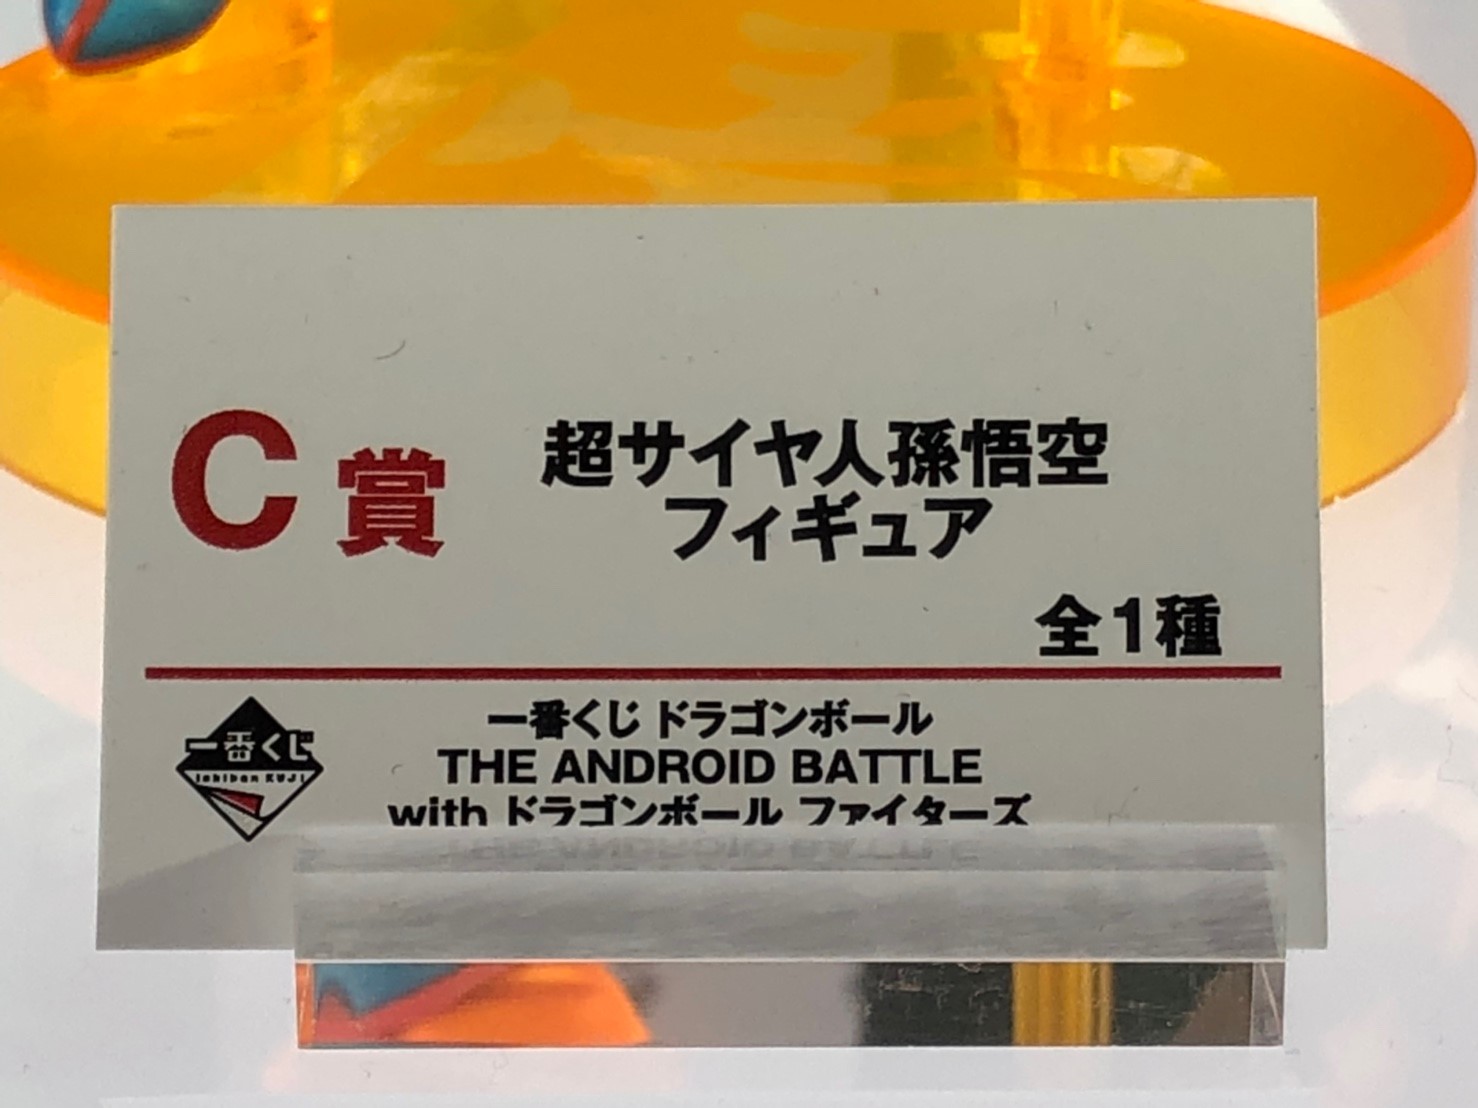 C賞
超サイヤ人孫悟空
フィギュア
全1種
一番くじ
Ichiban KUJI
一番くじ ドラゴンボール
THE ANDROID BATTLE
with ドラゴンボール ファイターズ